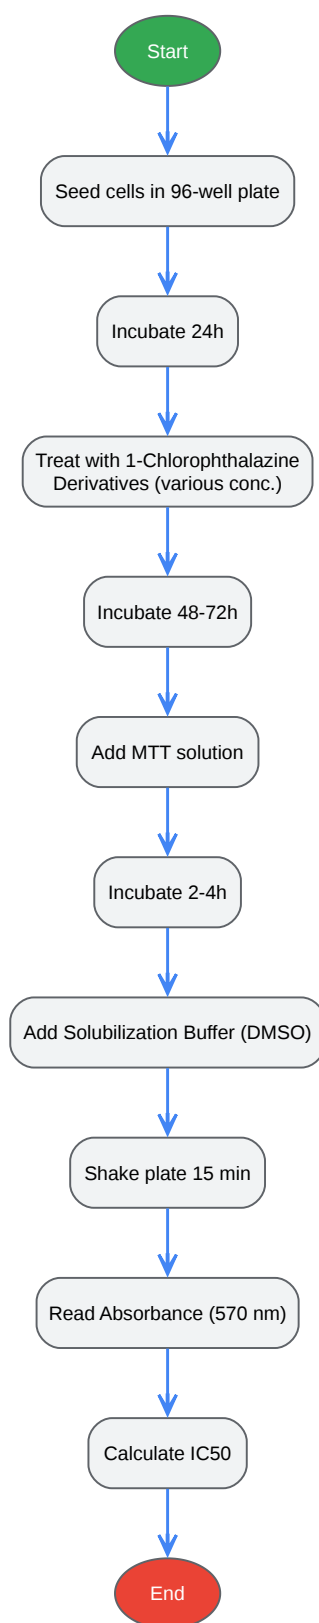 Start
Seed cells in 96-well plate
Incubate 24h
Treat with 1-Chlorophthalazine
Derivatives (various conc.)
Incubate 48-72h
Add MTT solution
Incubate 2-4h
Add Solubilization Buffer (DMSO)
Shake plate 15 min
Read Absorbance (570 nm)
Calculate IC50
End